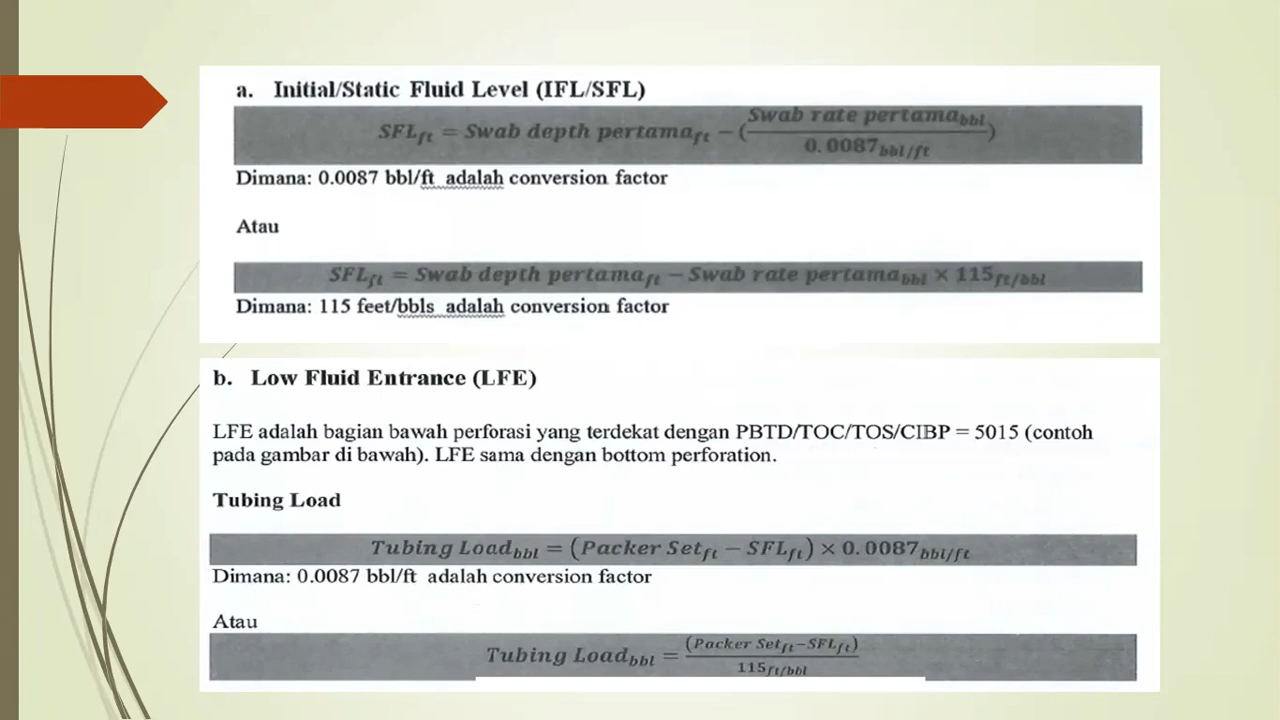 a. Initial/Static Fluid Level (IFL/SFL)
SFL_ft = Swab depth pertama_ft − (Swab rate pertama_bbl / 0.0087_bbl/ft)
Dimana: 0.0087 bbl/ft adalah conversion factor
Atau
SFL_ft = Swab depth pertama_ft − Swab rate pertama_bbl × 115_ft/bbl
Dimana: 115 feet/bbls adalah conversion factor
b. Low Fluid Entrance (LFE)
LFE adalah bagian bawah perforasi yang terdekat dengan PBTD/TOC/TOS/CIBP = 5015 (contoh
pada gambar di bawah). LFE sama dengan bottom perforation.
Tubing Load
Tubing Load_bbl = (Packer Set_ft − SFL_ft) × 0.0087_bbl/ft
Dimana: 0.0087 bbl/ft adalah conversion factor
Atau
Tubing Load_bbl = (Packer Set_ft−SFL_ft) / 115_ft/bbl